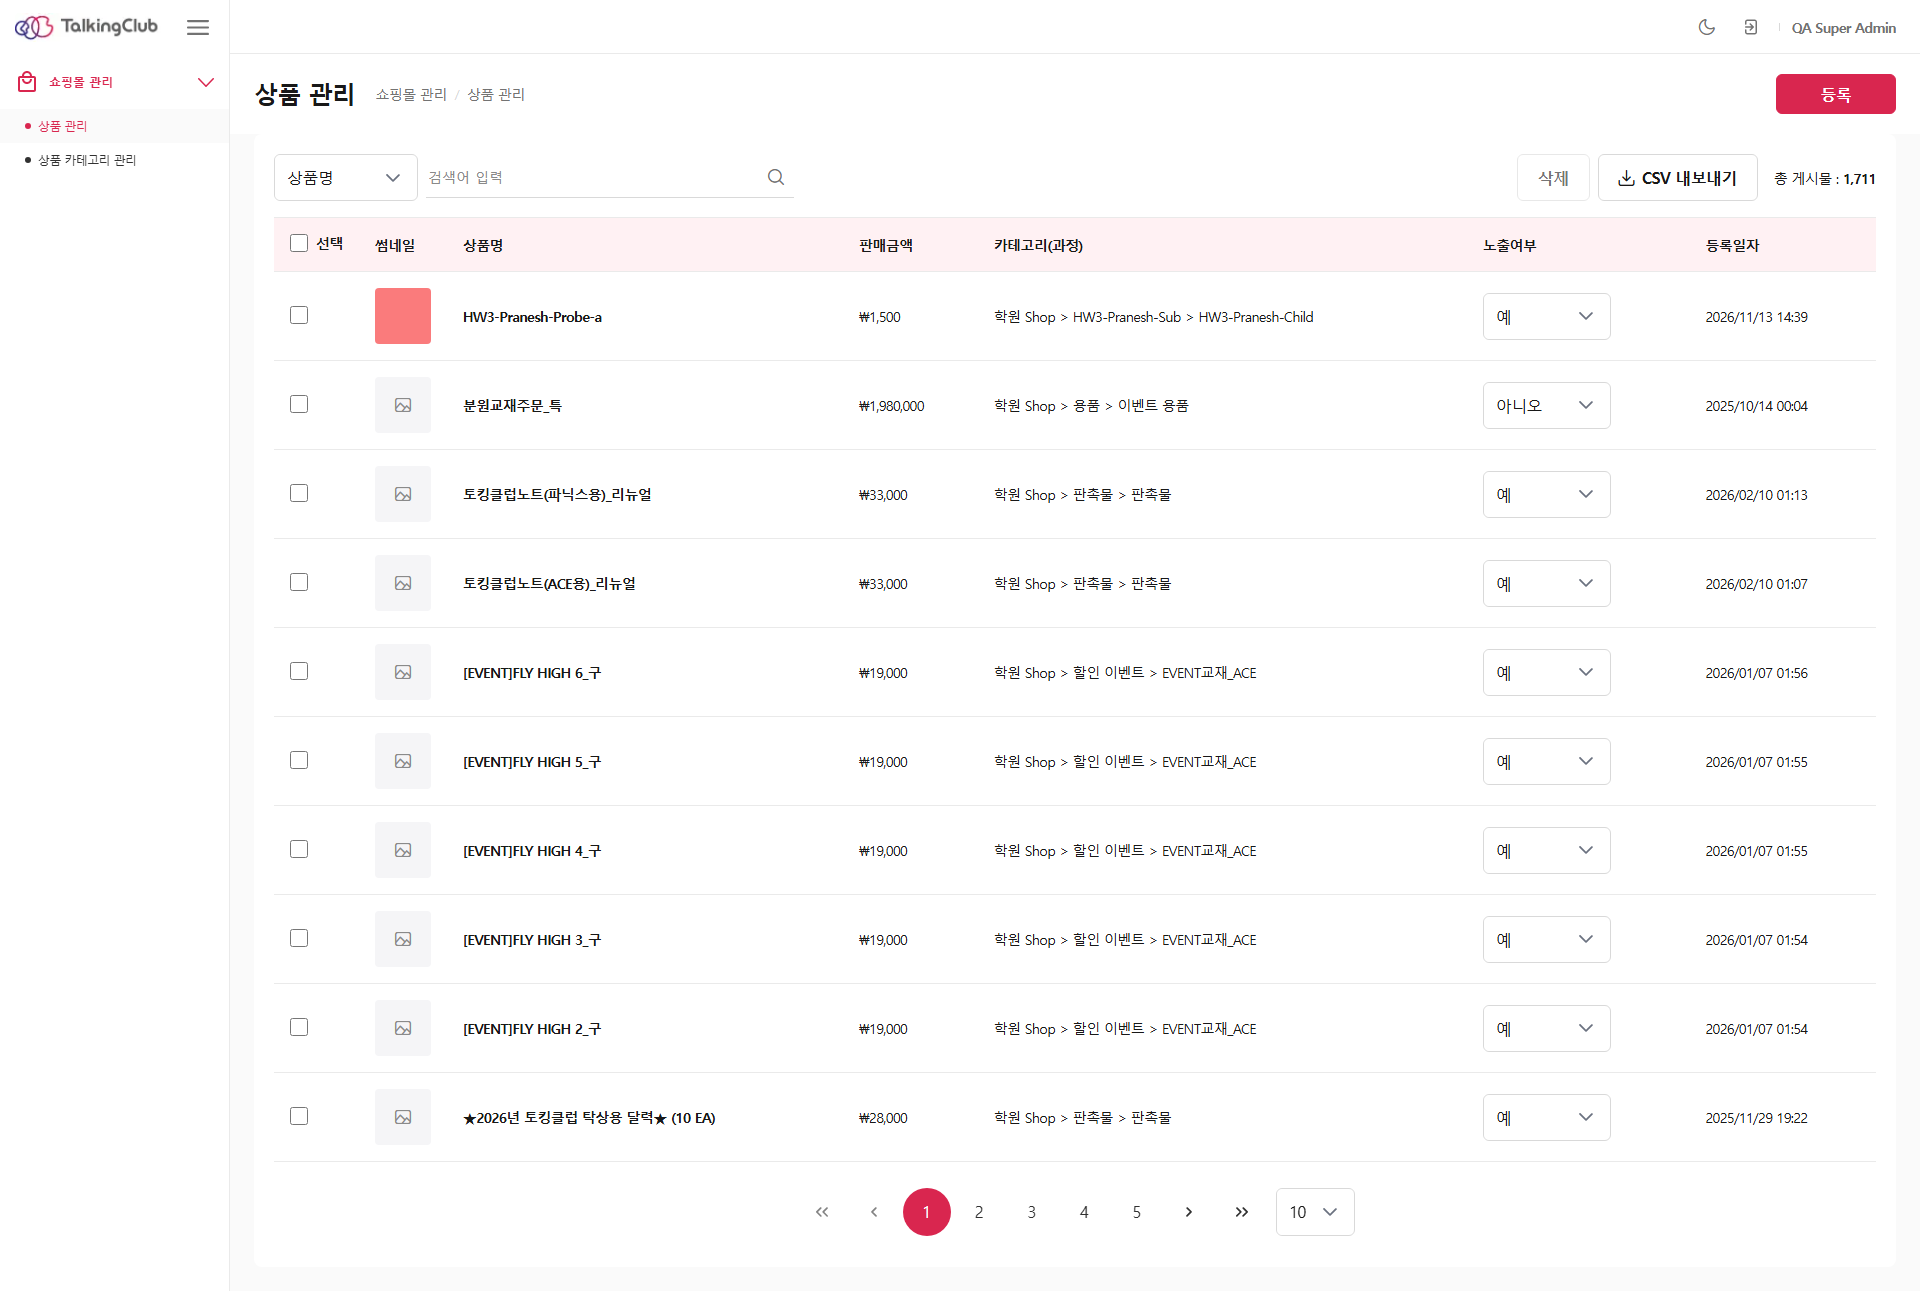 TalkingClub
QA Super Admin
쇼핑몰 관리
상품 관리
상품 카테고리 관리
상품 관리 쇼핑몰 관리 / 상품 관리
등록
상품명 검색어 입력 삭제 CSV 내보내기 총 게시물 : 1,711
선택 썸네일 상품명 판매금액 카테고리(과정) 노출여부 등록일자
HW3-Pranesh-Probe-a ₩1,500 학원 Shop > HW3-Pranesh-Sub > HW3-Pranesh-Child 예 2026/11/13 14:39
분원교재주문_특 ₩1,980,000 학원 Shop > 용품 > 이벤트 용품 아니오 2025/10/14 00:04
토킹클럽노트(파닉스용)_리뉴얼 ₩33,000 학원 Shop > 판촉물 > 판촉물 예 2026/02/10 01:13
토킹클럽노트(ACE용)_리뉴얼 ₩33,000 학원 Shop > 판촉물 > 판촉물 예 2026/02/10 01:07
[EVENT]FLY HIGH 6_구 ₩19,000 학원 Shop > 할인 이벤트 > EVENT교재_ACE 예 2026/01/07 01:56
[EVENT]FLY HIGH 5_구 ₩19,000 학원 Shop > 할인 이벤트 > EVENT교재_ACE 예 2026/01/07 01:55
[EVENT]FLY HIGH 4_구 ₩19,000 학원 Shop > 할인 이벤트 > EVENT교재_ACE 예 2026/01/07 01:55
[EVENT]FLY HIGH 3_구 ₩19,000 학원 Shop > 할인 이벤트 > EVENT교재_ACE 예 2026/01/07 01:54
[EVENT]FLY HIGH 2_구 ₩19,000 학원 Shop > 할인 이벤트 > EVENT교재_ACE 예 2026/01/07 01:54
★2026년 토킹클럽 탁상용 달력★ (10 EA) ₩28,000 학원 Shop > 판촉물 > 판촉물 예 2025/11/29 19:22
1 2 3 4 5 10